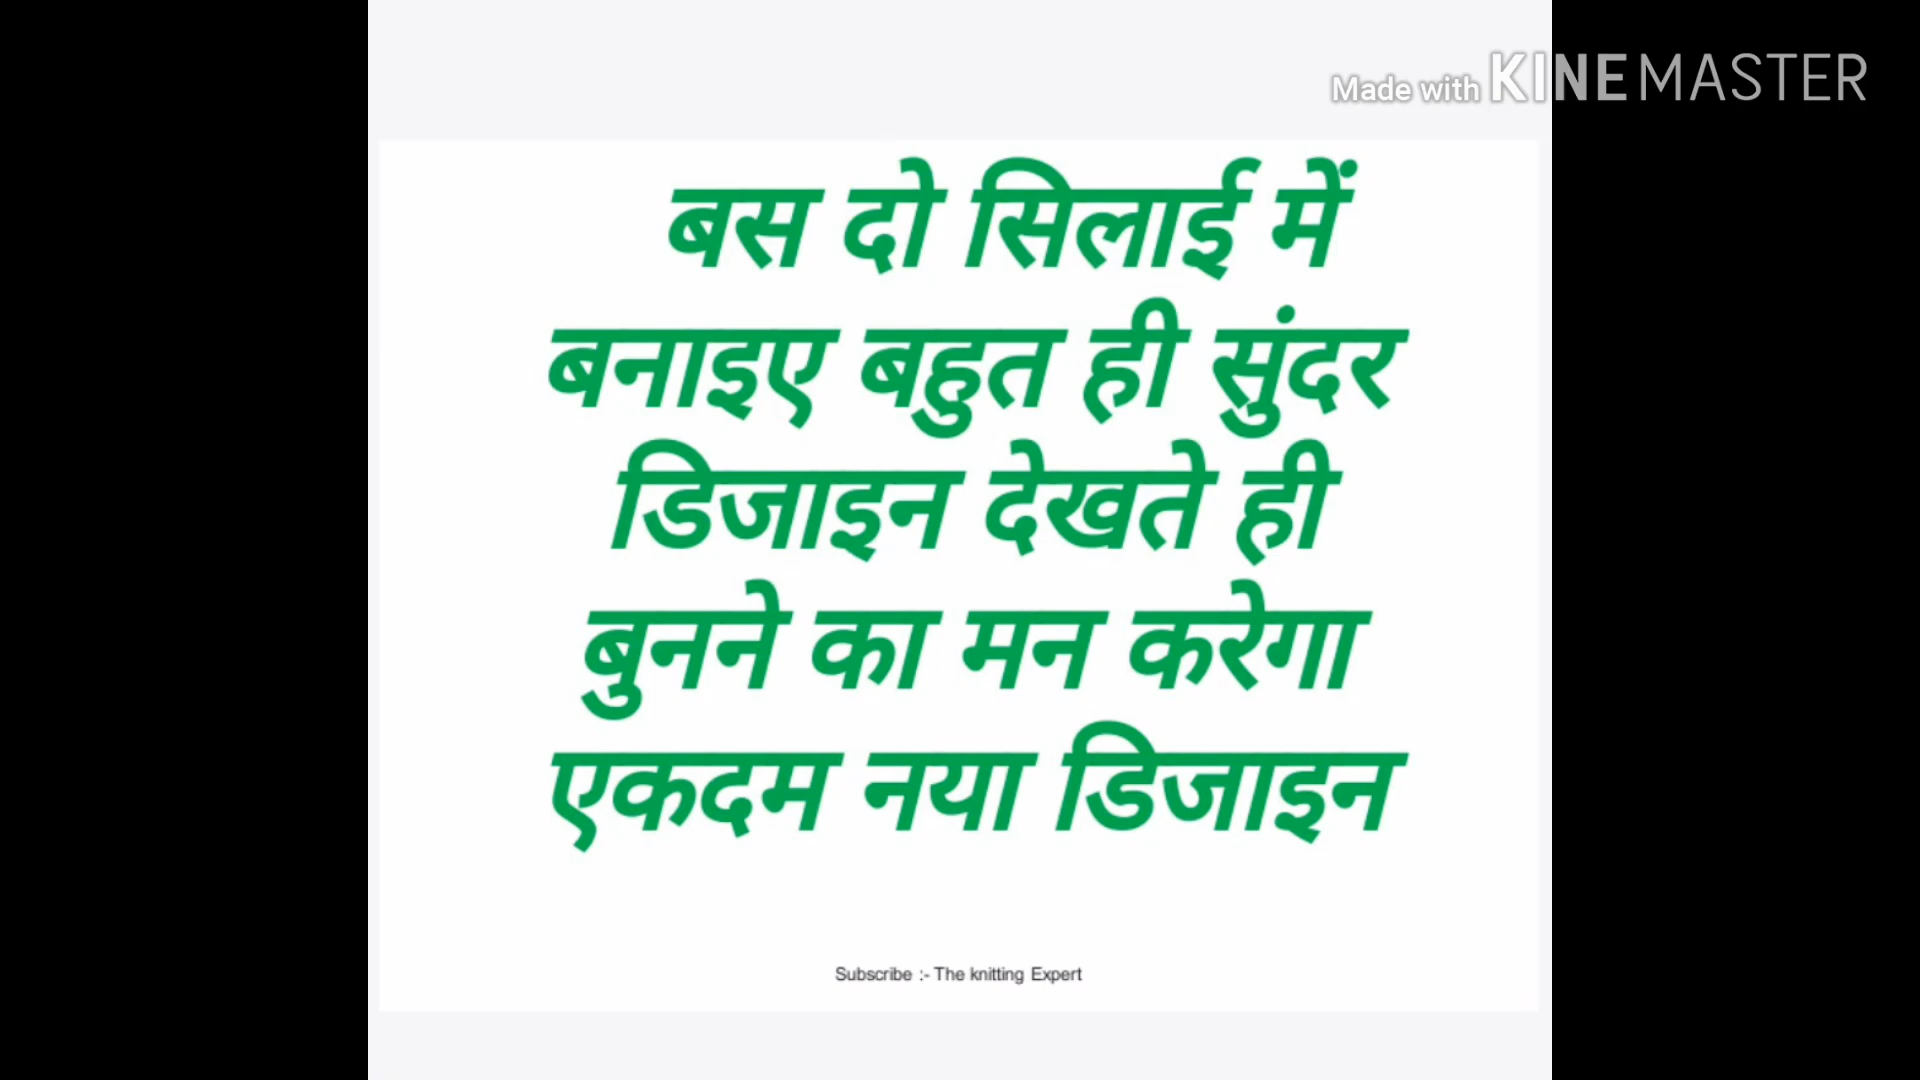 Made with KINEMASTER
बस दो सिलाई में
बनाइए बहुत ही सुंदर
डिजाइन देखते ही
बुनने का मन करेगा
एकदम नया डिजाइन
Subscribe :- The knitting Expert